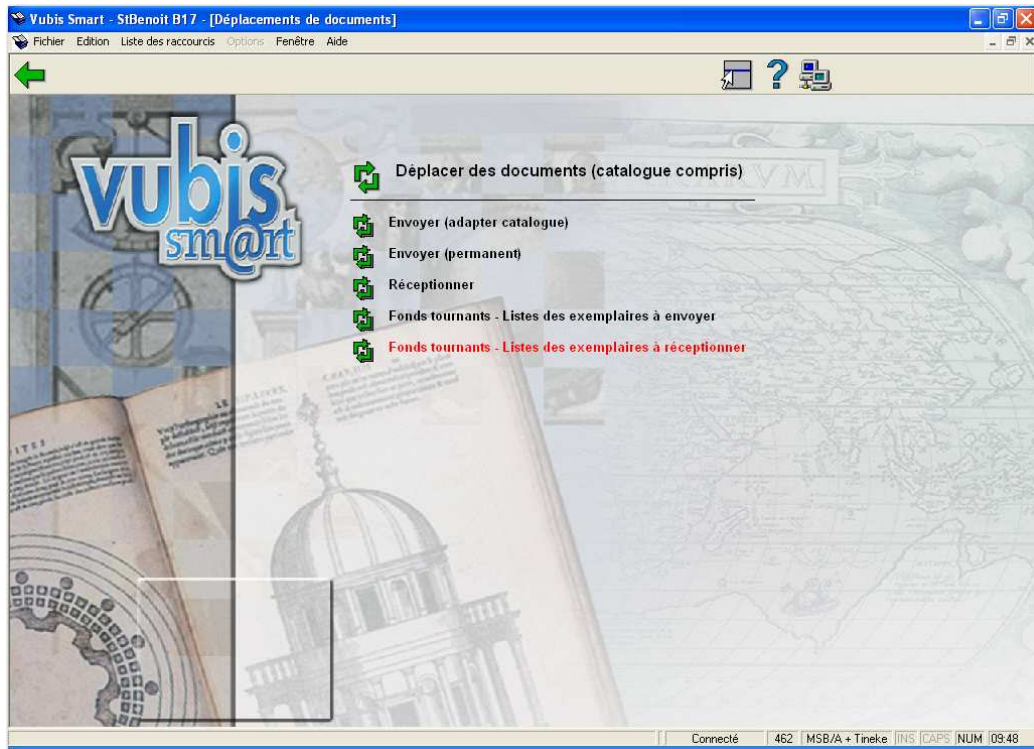 Vubis Smart - StBenoit B17 - [Déplacements de documents]
Fichier Edition Liste des raccourcis Options Fenêtre Aide
vubis
sm@rt
Déplacer des documents (catalogue compris)
Envoyer (adapter catalogue)
Envoyer (permanent)
Réceptionner
Fonds tournants - Listes des exemplaires à envoyer
Fonds tournants - Listes des exemplaires à réceptionner
Connecté 462 MSB/A + Tineke INS CAPS NUM 09:48